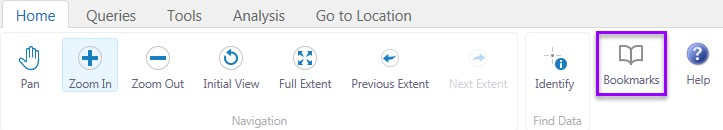 Home Queries Tools Analysis Go to Location
Pan Zoom In Zoom Out Initial View Full Extent Previous Extent Next Extent Identify Bookmarks Help
Navigation Find Data